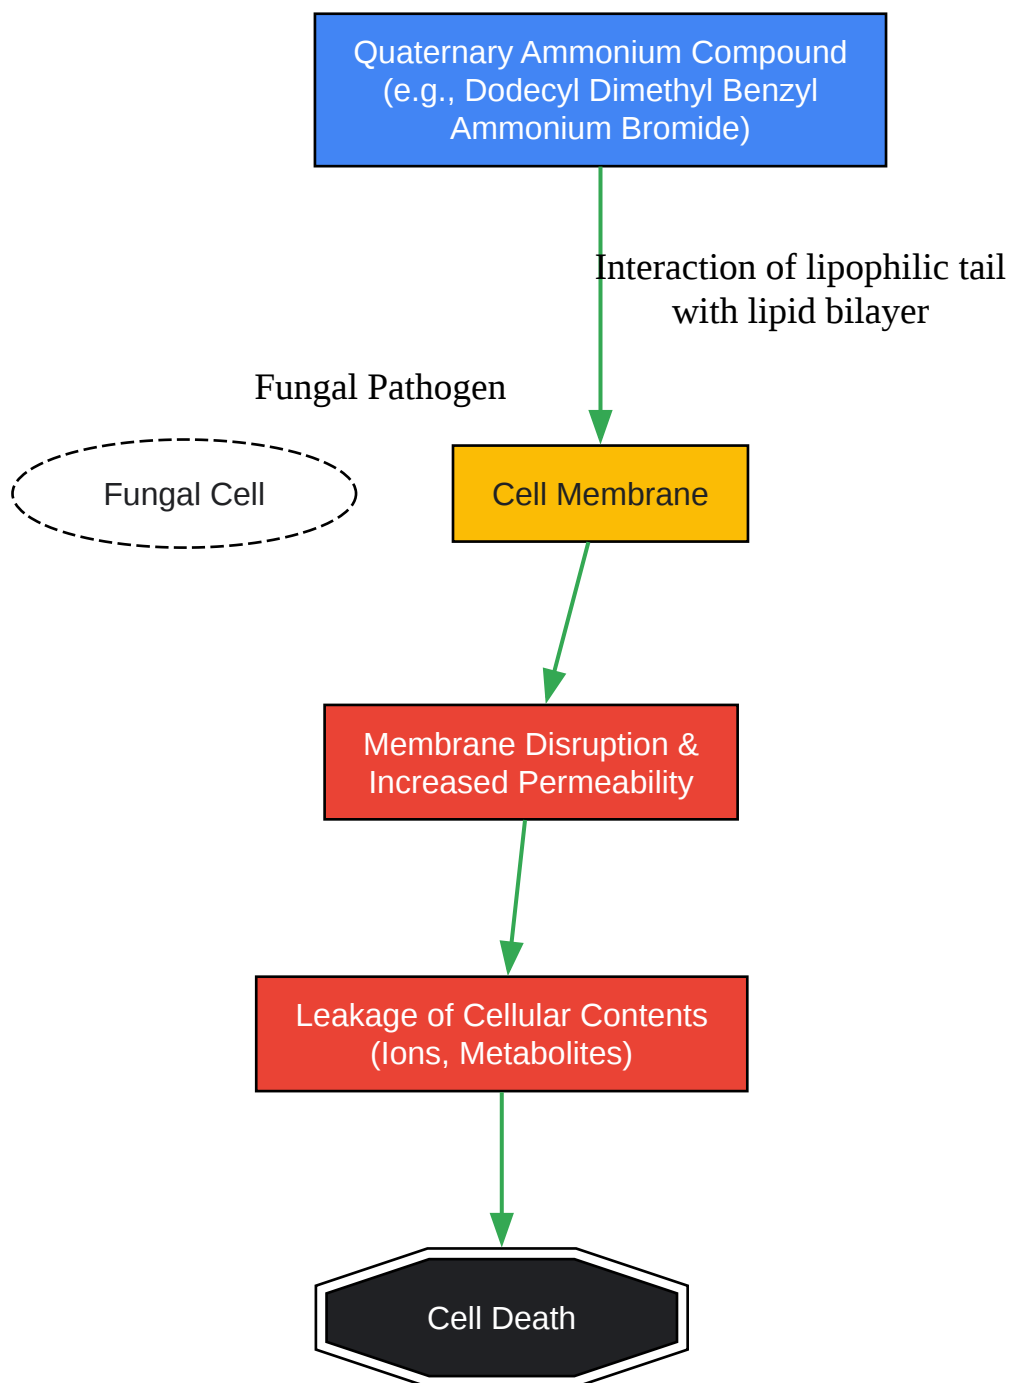 Quaternary Ammonium Compound
(e.g., Dodecyl Dimethyl Benzyl
Ammonium Bromide)
Interaction of lipophilic tail
with lipid bilayer
Fungal Pathogen
Fungal Cell
Cell Membrane
Membrane Disruption &
Increased Permeability
Leakage of Cellular Contents
(Ions, Metabolites)
Cell Death